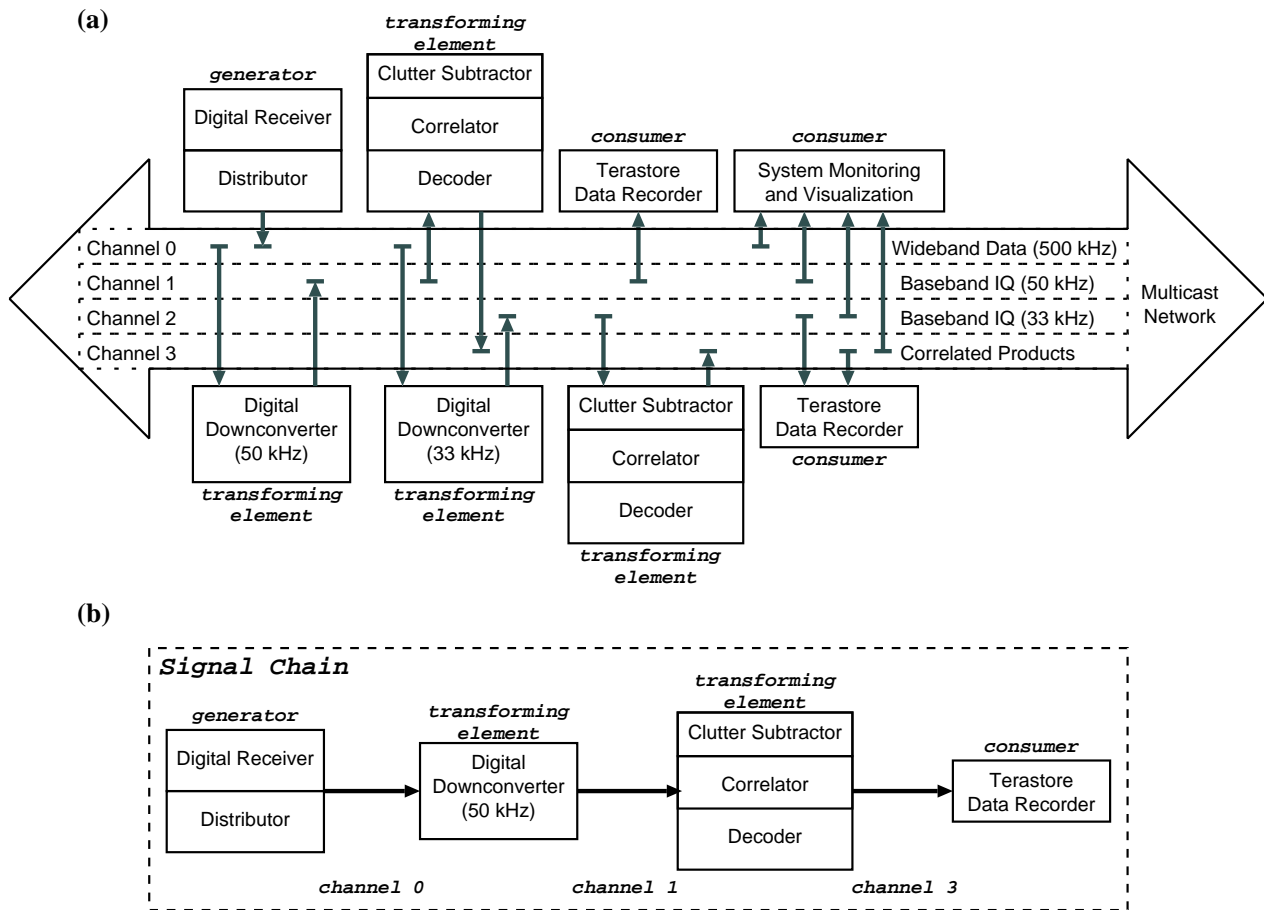 (a)
generator
Digital Receiver
Distributor
transforming
element
Clutter Subtractor
Correlator
Decoder
consumer
Terastore
Data Recorder
consumer
System Monitoring
and Visualization
Channel 0
Wideband Data (500 kHz)
Channel 1
Baseband IQ (50 kHz)
Channel 2
Baseband IQ (33 kHz)
Channel 3
Correlated Products
Multicast
Network
Digital
Downconverter
(50 kHz)
transforming
element
Digital
Downconverter
(33 kHz)
transforming
element
Clutter Subtractor
Correlator
Decoder
transforming
element
Terastore
Data Recorder
consumer
(b)
Signal Chain
generator
Digital Receiver
Distributor
transforming
element
Digital
Downconverter
(50 kHz)
transforming
element
Clutter Subtractor
Correlator
Decoder
consumer
Terastore
Data Recorder
channel 0
channel 1
channel 3